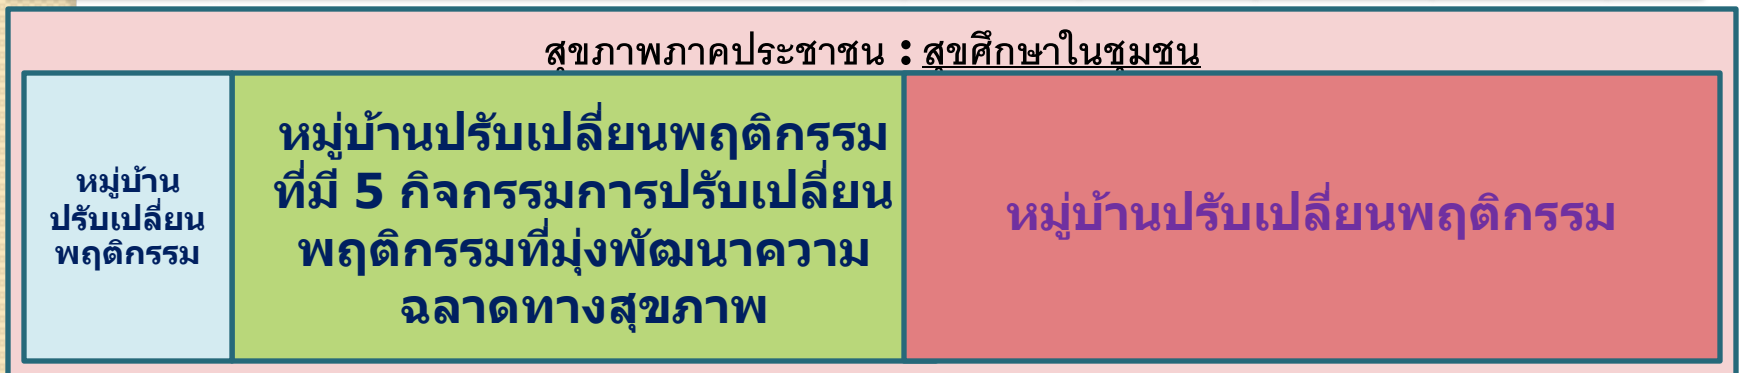 สุขภาพภาคประชาชน : สุขศึกษาในชุมชน
หมู่บ้าน
ปรับเปลี่ยน
พฤติกรรม
หมู่บ้านปรับเปลี่ยนพฤติกรรม
ที่มี 5 กิจกรรมการปรับเปลี่ยน
พฤติกรรมที่มุ่งพัฒนาความ
ฉลาดทางสุขภาพ
หมู่บ้านปรับเปลี่ยนพฤติกรรม